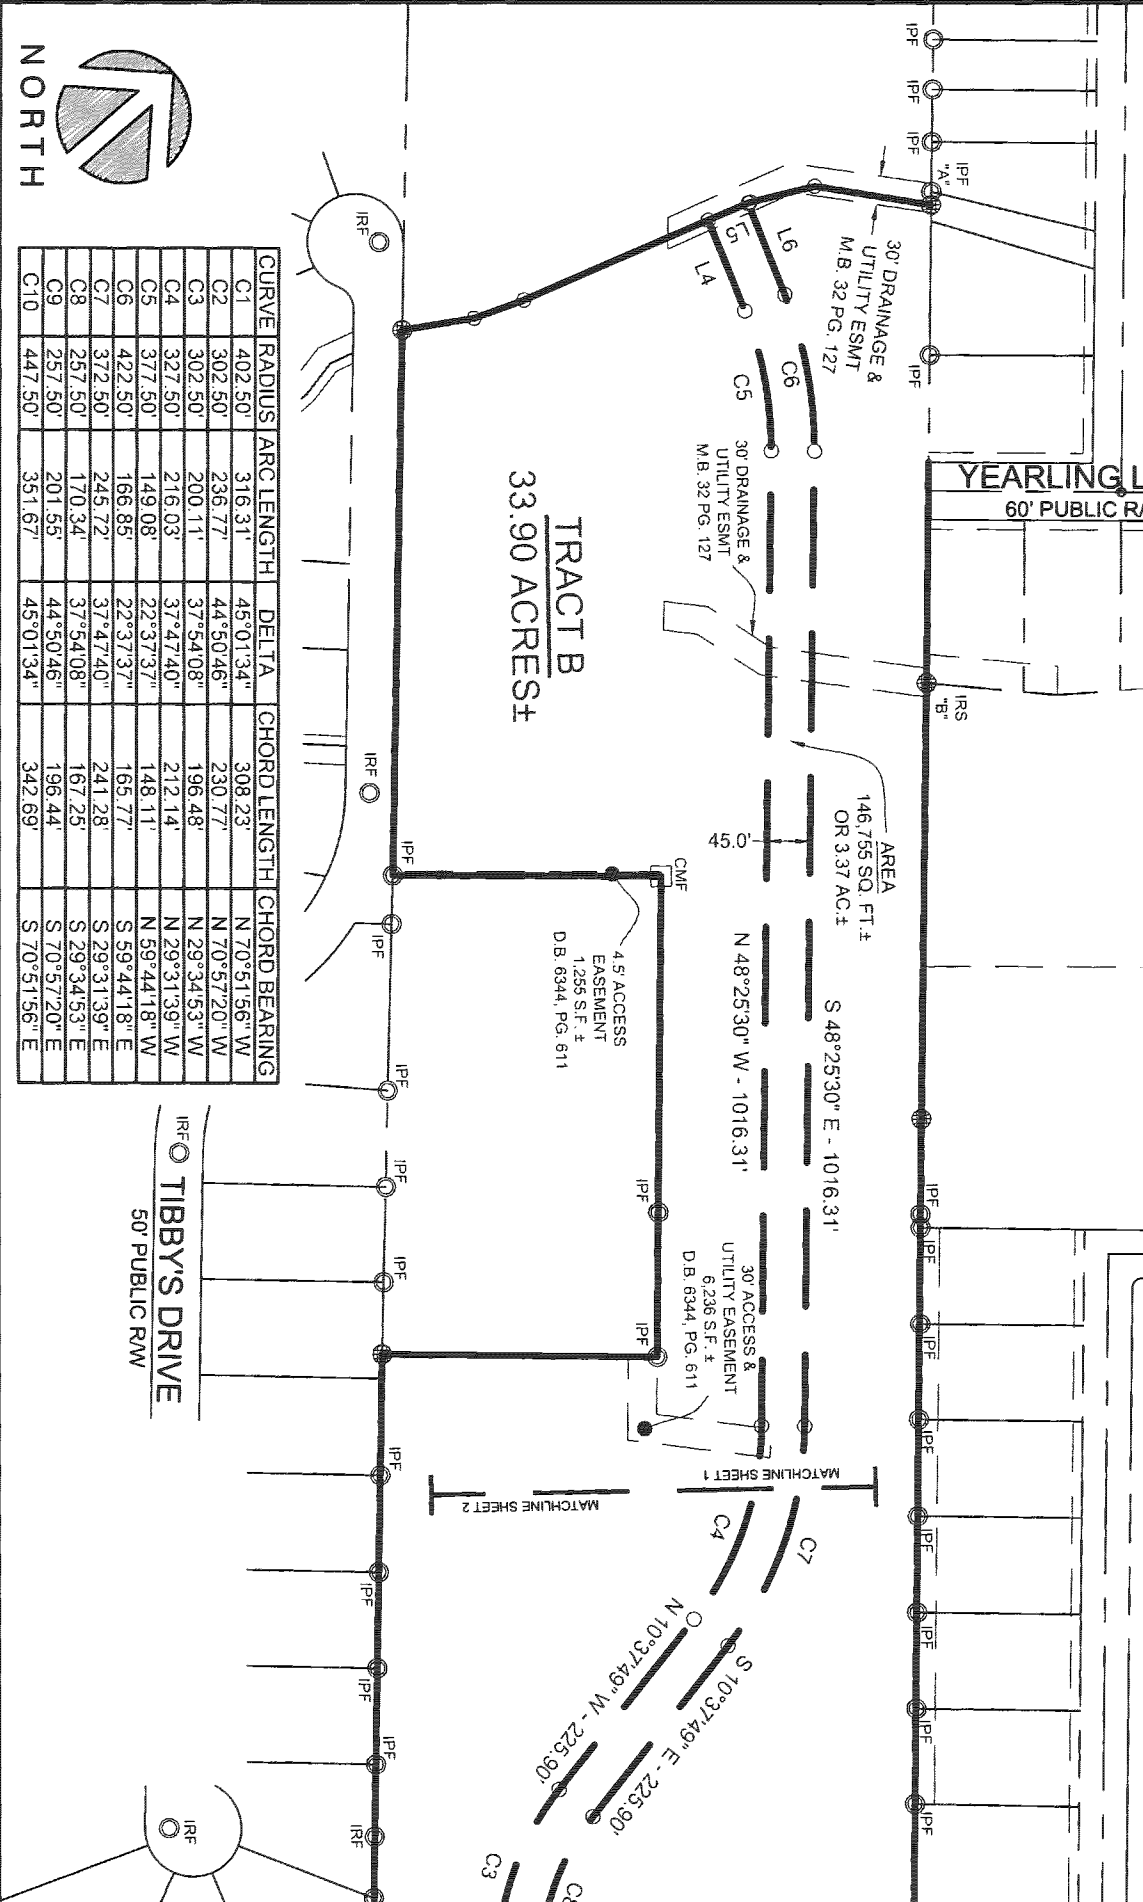 IPF
IPF
IPF
IPF
"A"
30' DRAINAGE &
UTILITY ESMT
M.B. 32 PG. 127
IPF
L6
L5
L4
C6
C5
YEARLING L
60' PUBLIC R/
30' DRAINAGE &
UTILITY ESMT
M.B. 32 PG. 127
TRACT B
33.90 ACRES±
IRS
"B"
AREA
146,755 SQ. FT.±
OR 3.37 AC.±
45.0'
CMF
4.5' ACCESS
EASEMENT
1,255 S.F. ±
D.B. 6344, PG. 611
S 48°25'30" E - 1016.31'
N 48°25'30" W - 1016.31'
30' ACCESS &
UTILITY EASEMENT
6,236 S.F. ±
D.B. 6344, PG. 611
IPF
IPF
MATCHLINE SHEET 1
MATCHLINE SHEET 2
C7
C4
S 10°37'49" E - 225.90'
N 10°37'49" W - 225.90'
C3
IPF
IPF
IPF
IPF
IPF
IPF
IPF
IPF
IPF
IRF
IRF
IPF
IPF
IPF
IPF
IPF
IPF
IPF
IPF
IPF
IRF
IRF
TIBBY'S DRIVE
50' PUBLIC R/W
IRF
NORTH
CURVE RADIUS ARC LENGTH DELTA CHORD LENGTH CHORD BEARING
C1 402.50' 316.31' 45°01'34" 308.23' N 70°51'56" W
C2 302.50' 236.77' 44°50'46" 230.77' N 70°57'20" W
C3 302.50' 200.11' 37°54'08" 196.48' N 29°34'53" W
C4 327.50' 216.03' 37°47'40" 212.14' N 29°31'39" W
C5 377.50' 149.08' 22°37'37" 148.11' N 59°44'18" W
C6 422.50' 166.85' 22°37'37" 165.77' S 59°44'18" E
C7 372.50' 245.72' 37°47'40" 241.28' S 29°31'39" E
C8 257.50' 170.34' 37°54'08" 167.25' S 29°34'53" E
C9 257.50' 201.55' 44°50'46" 196.44' S 70°57'20" E
C10 447.50' 351.67' 45°01'34" 342.69' S 70°51'56" E